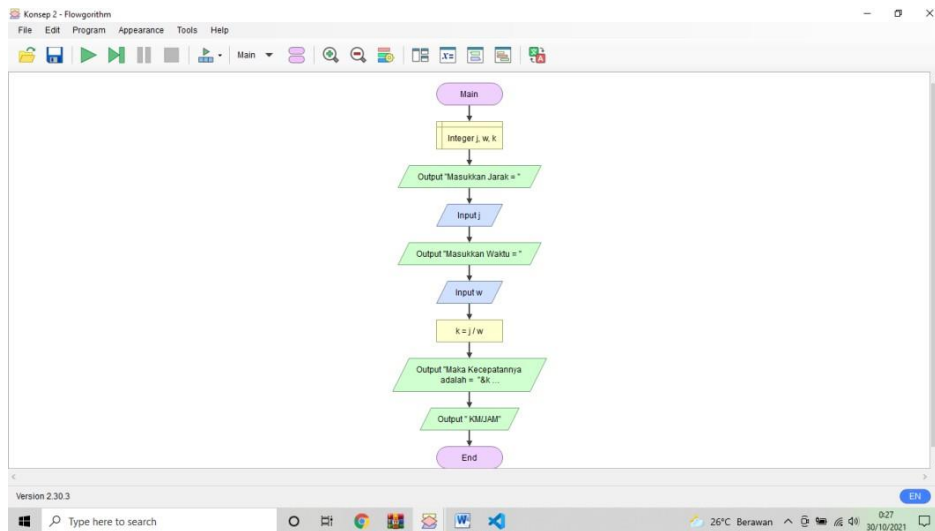 Konsep 2 - Flowgorithm
File Edit Program Appearance Tools Help
Main
Main
Integer j, w, k
Output "Masukkan Jarak = "
Input j
Output "Masukkan Waktu = "
Input w
k = j / w
Output "Maka Kecepatannya
adalah = "&k ...
Output " KM/JAM"
End
Version 2.30.3
EN
Type here to search
26°C Berawan
0:27
30/10/2021